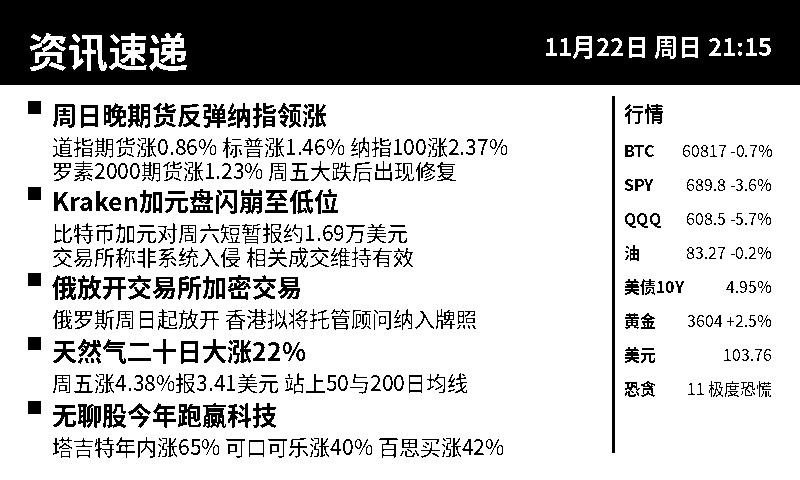 资讯速递
11月22日 周日 21:15
周日晚期货反弹纳指领涨
道指期货涨0.86% 标普涨1.46% 纳指100涨2.37%
罗素2000期货涨1.23% 周五大跌后出现修复
Kraken加元盘闪崩至低位
比特币加元对周六短暂报约1.69万美元
交易所称非系统入侵 相关成交维持有效
俄放开交易所加密交易
俄罗斯周日起放开 香港拟将托管顾问纳入牌照
天然气二十日大涨22%
周五涨4.38%报3.41美元 站上50与200日均线
无聊股今年跑赢科技
塔吉特年内涨65% 可口可乐涨40% 百思买涨42%
行情
BTC 60817 -0.7%
SPY 689.8 -3.6%
QQQ 608.5 -5.7%
油 83.27 -0.2%
美债10Y 4.95%
黄金 3604 +2.5%
美元 103.76
恐贪 11 极度恐慌